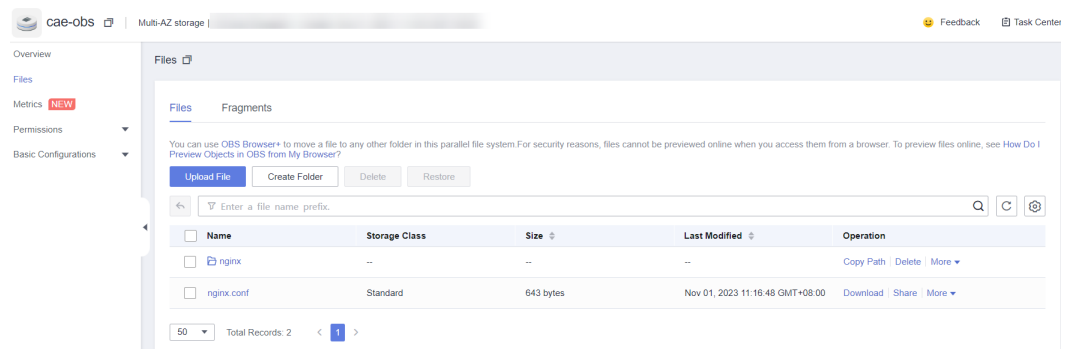 cae-obs | Multi-AZ storage | Feedback Task Center
Overview
Files
Metrics NEW
Permissions
Basic Configurations
Files
Files Fragments
You can use OBS Browser+ to move a file to any other folder in this parallel file system.For security reasons, files cannot be previewed online when you access them from a browser. To preview files online, see How Do I
Preview Objects in OBS from My Browser?
Upload File Create Folder Delete Restore
Enter a file name prefix.
Name Storage Class Size Last Modified Operation
nginx -- -- -- Copy Path Delete More
nginx.conf Standard 643 bytes Nov 01, 2023 11:16:48 GMT+08:00 Download Share More
50 Total Records: 2 < 1 >